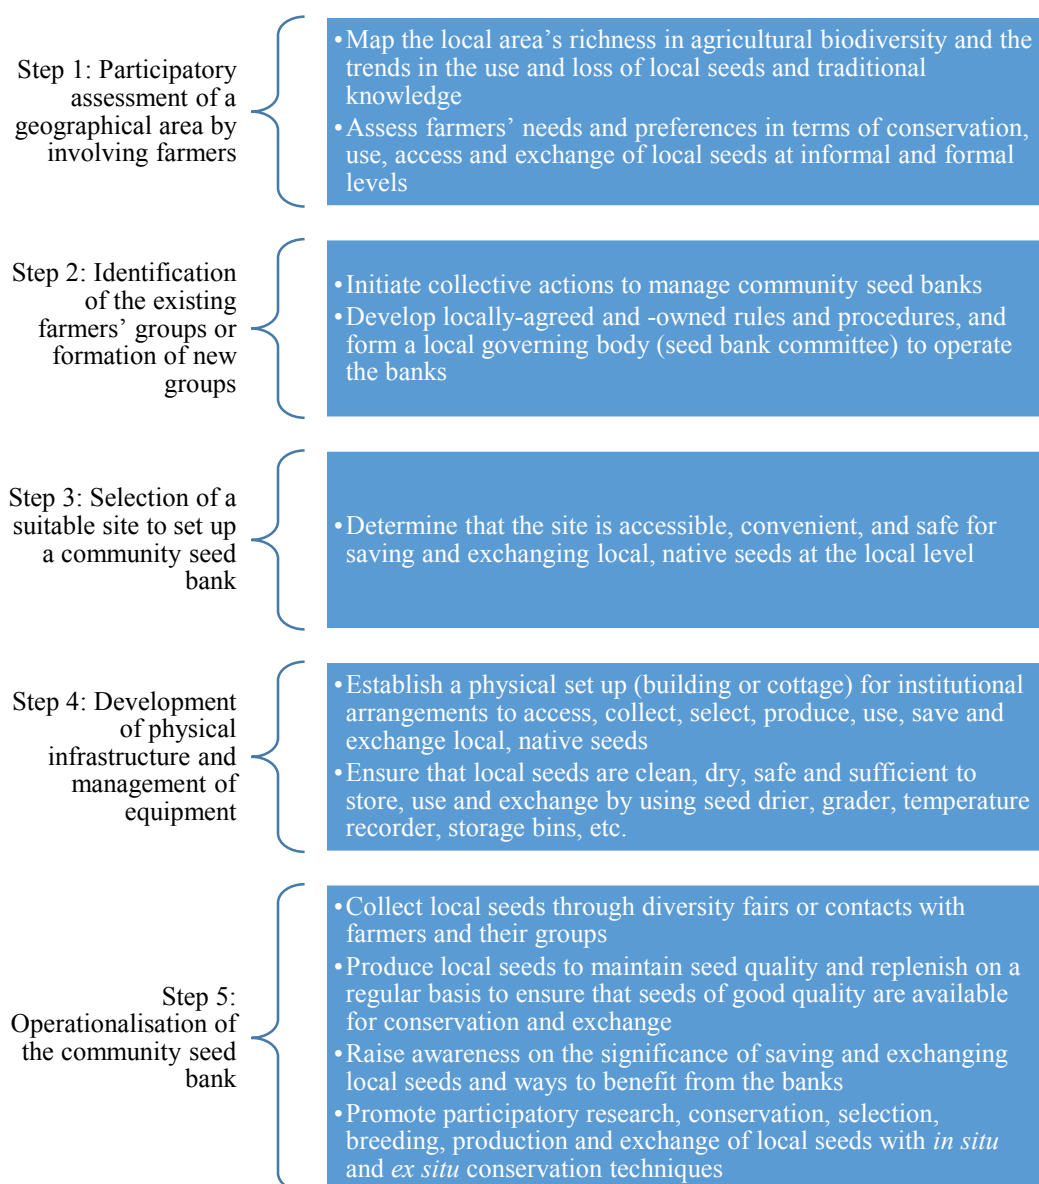 Step 1: Participatory
assessment of a
geographical area by
involving farmers
•Map the local area’s richness in agricultural biodiversity and the
trends in the use and loss of local seeds and traditional
knowledge
•Assess farmers’ needs and preferences in terms of conservation,
use, access and exchange of local seeds at informal and formal
levels
Step 2: Identification
of the existing
farmers’ groups or
formation of new
groups
•Initiate collective actions to manage community seed banks
•Develop locally-agreed and -owned rules and procedures, and
form a local governing body (seed bank committee) to operate
the banks
Step 3: Selection of a
suitable site to set up
a community seed
bank
•Determine that the site is accessible, convenient, and safe for
saving and exchanging local, native seeds at the local level
Step 4: Development
of physical
infrastructure and
management of
equipment
•Establish a physical set up (building or cottage) for institutional
arrangements to access, collect, select, produce, use, save and
exchange local, native seeds
•Ensure that local seeds are clean, dry, safe and sufficient to
store, use and exchange by using seed drier, grader, temperature
recorder, storage bins, etc.
Step 5:
Operationalisation of
the community seed
bank
•Collect local seeds through diversity fairs or contacts with
farmers and their groups
•Produce local seeds to maintain seed quality and replenish on a
regular basis to ensure that seeds of good quality are available
for conservation and exchange
•Raise awareness on the significance of saving and exchanging
local seeds and ways to benefit from the banks
•Promote participatory research, conservation, selection,
breeding, production and exchange of local seeds with in situ
and ex situ conservation techniques